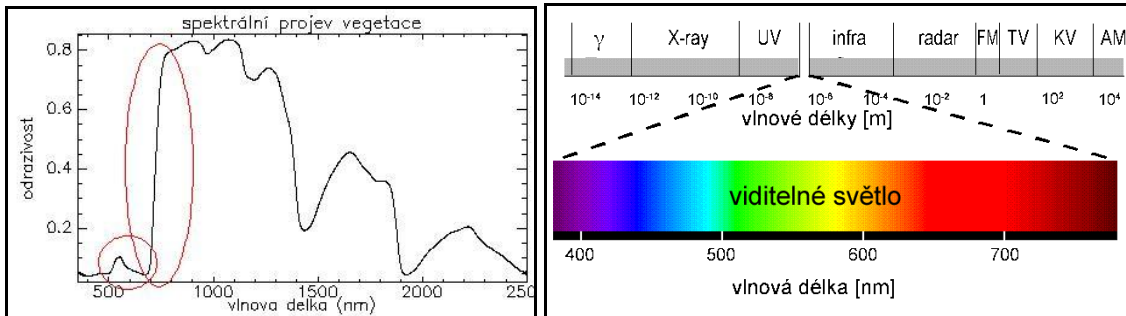 spektrální projev vegetace
0.8
0.6
0.4
0.2
odrazivost
500 1000 1500 2000 250
vlnova delka (nm)
γ X-ray UV infra radar FM TV KV AM
10⁻¹⁴ 10⁻¹² 10⁻¹⁰ 10⁻⁸ 10⁻⁶ 10⁻⁴ 10⁻² 1 10² 10⁴
vlnové délky [m]
viditelné světlo
400 500 600 700
vlnová délka [nm]